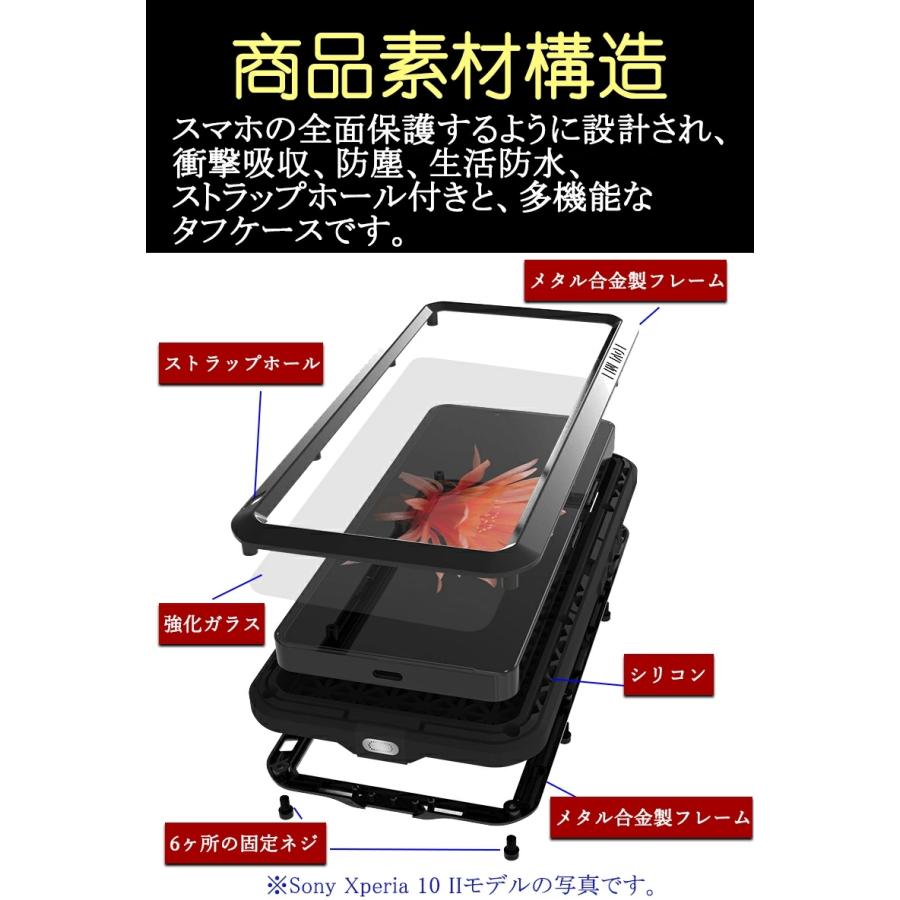 商品素材構造
スマホの全面保護するように設計され、
衝撃吸収、防塵、生活防水、
ストラップホール付きと、多機能な
タフケースです。
メタル合金製フレーム
ストラップホール
強化ガラス
シリコン
メタル合金製フレーム
6ヶ所の固定ネジ
※Sony Xperia 10 IIモデルの写真です。